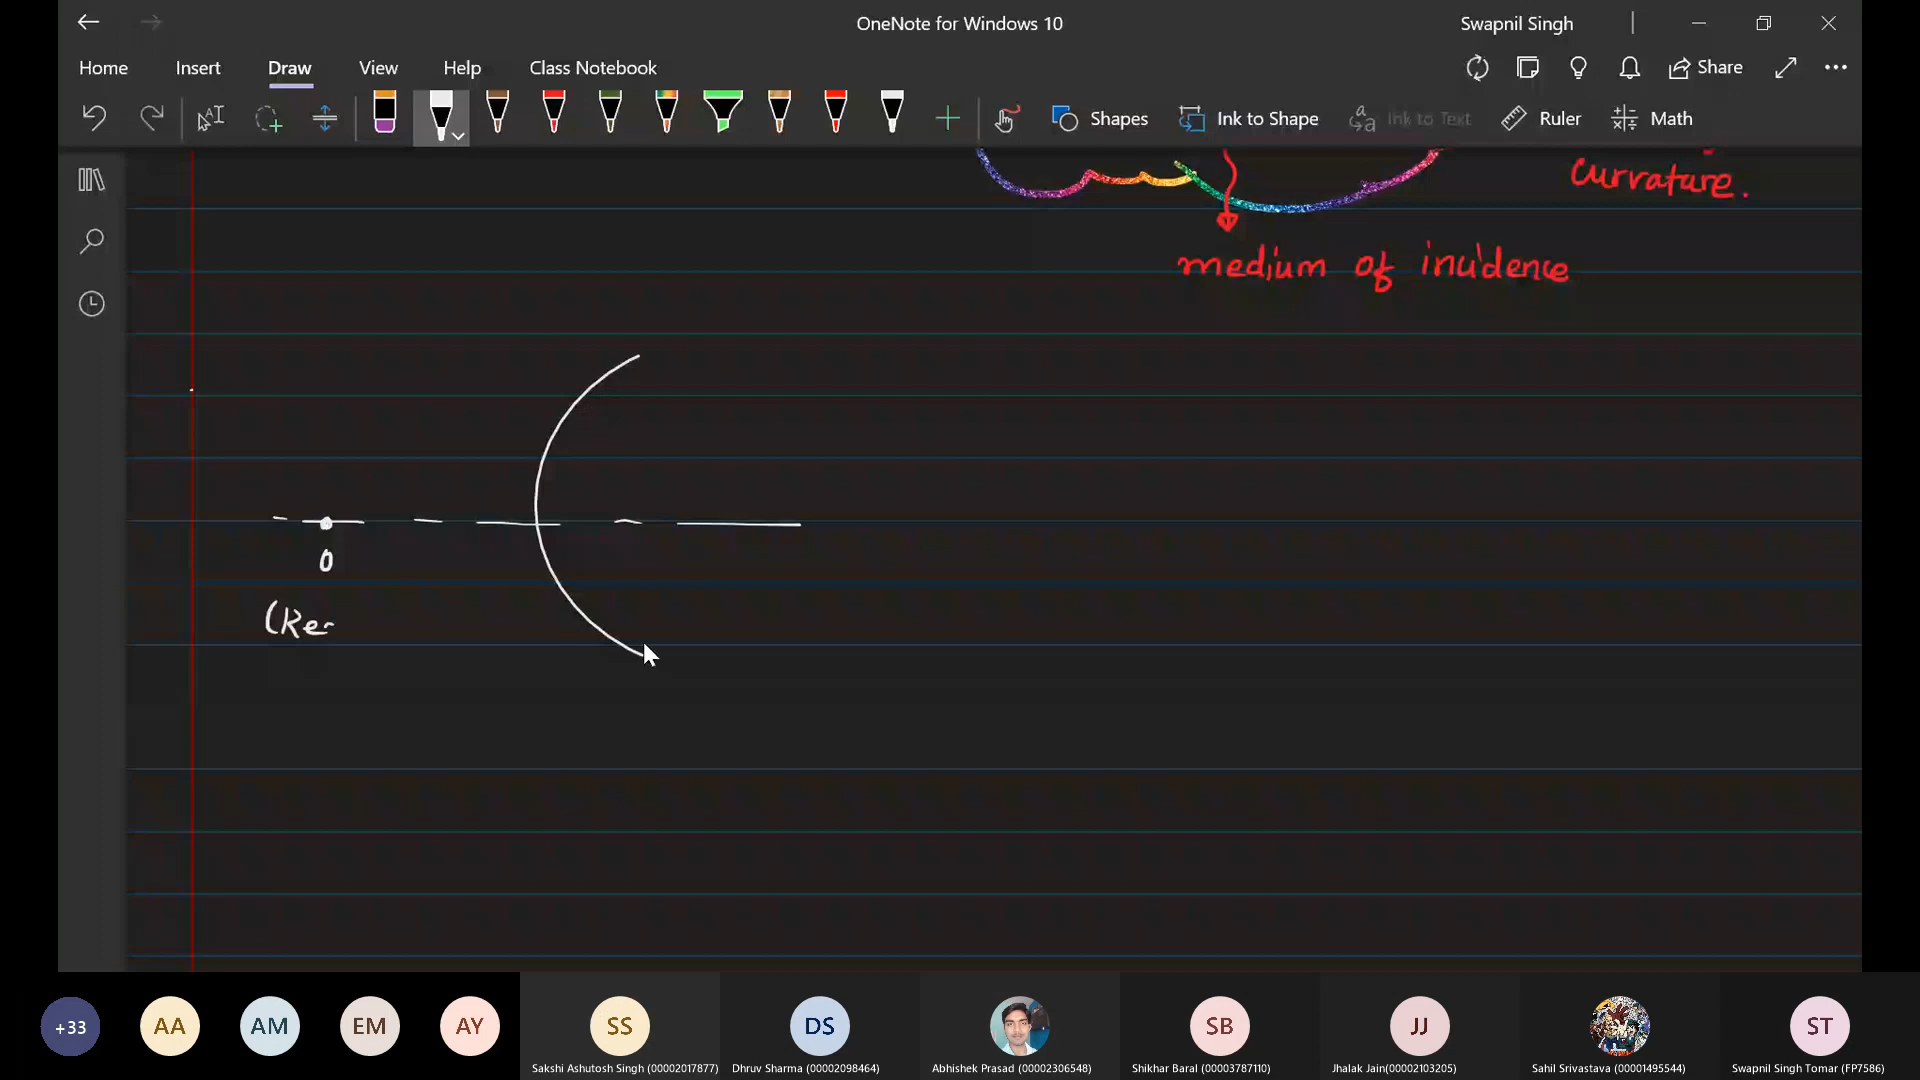 OneNote for Windows 10
Swapnil Singh
Home Insert Draw View Help Class Notebook
Share
Shapes Ink to Shape Ink to Text Ruler Math
curvature.
medium of incidence
O
(Rer
+33 AA AM EM AY SS DS SB JJ ST
Sakshi Ashutosh Singh (00002017877) Dhruv Sharma (00002098464) Abhishek Prasad (00002306548) Shikhar Baral (00003787110) Jhalak Jain(00002103205) Sahil Srivastava (00001495544) Swapnil Singh Tomar (FP7586)